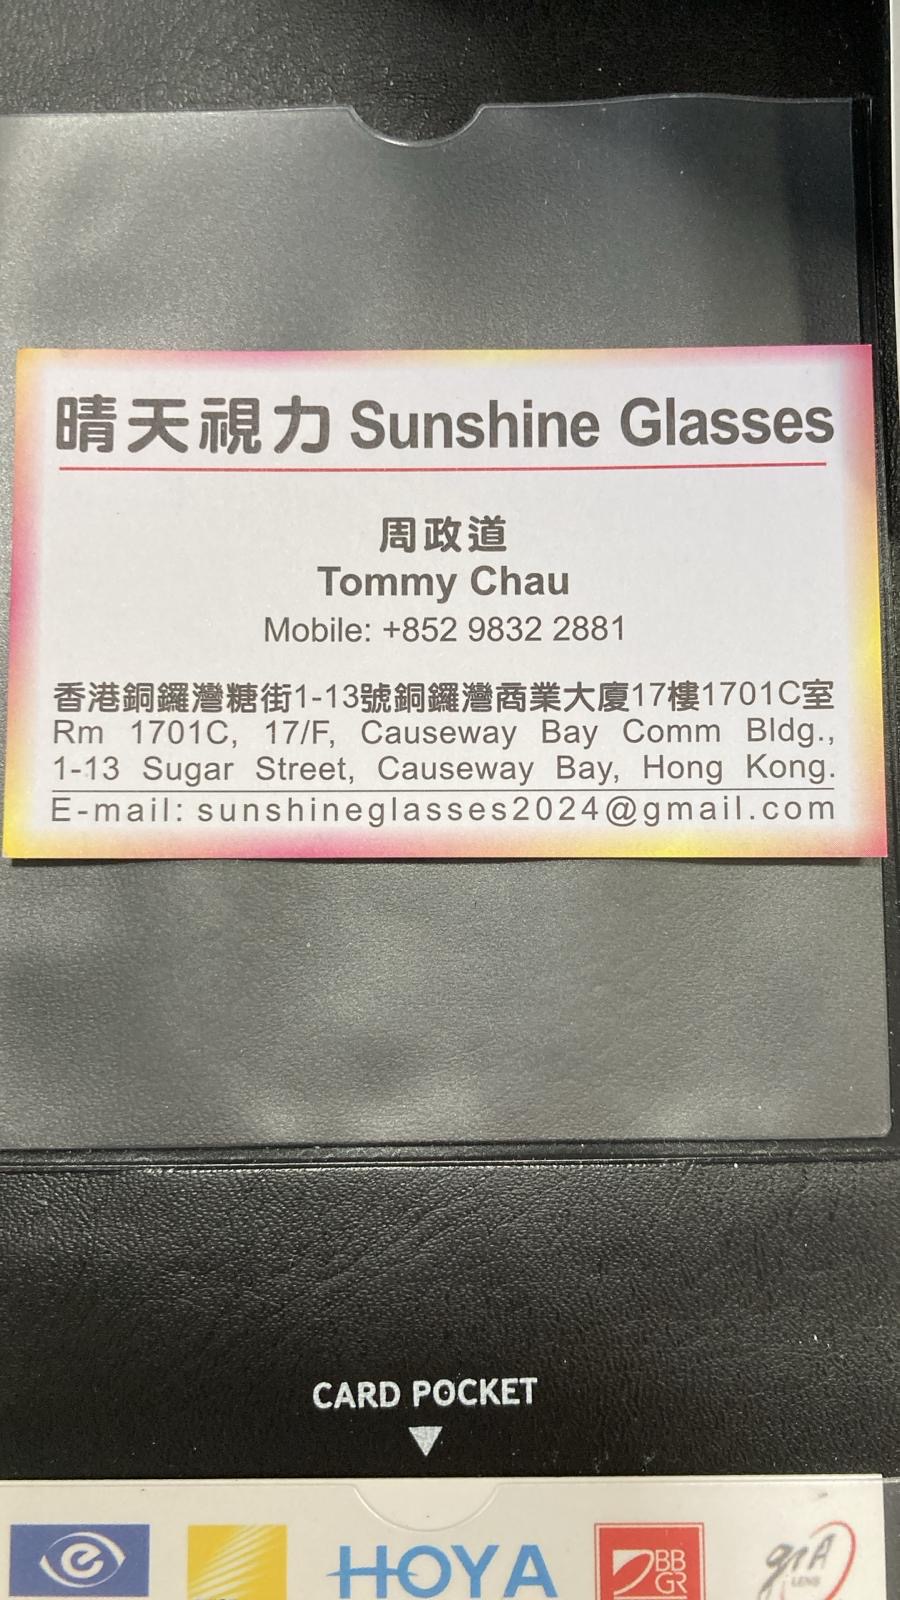 晴天視力 Sunshine Glasses
周政道
Tommy Chau
Mobile: +852 9832 2881
香港銅鑼灣糖街1-13號銅鑼灣商業大廈17樓1701C室
Rm 1701C, 17/F, Causeway Bay Comm Bldg.,
1-13 Sugar Street, Causeway Bay, Hong Kong.
E-mail: sunshineglasses2024@gmail.com
CARD POCKET
HOYA
BB
GR
LENS